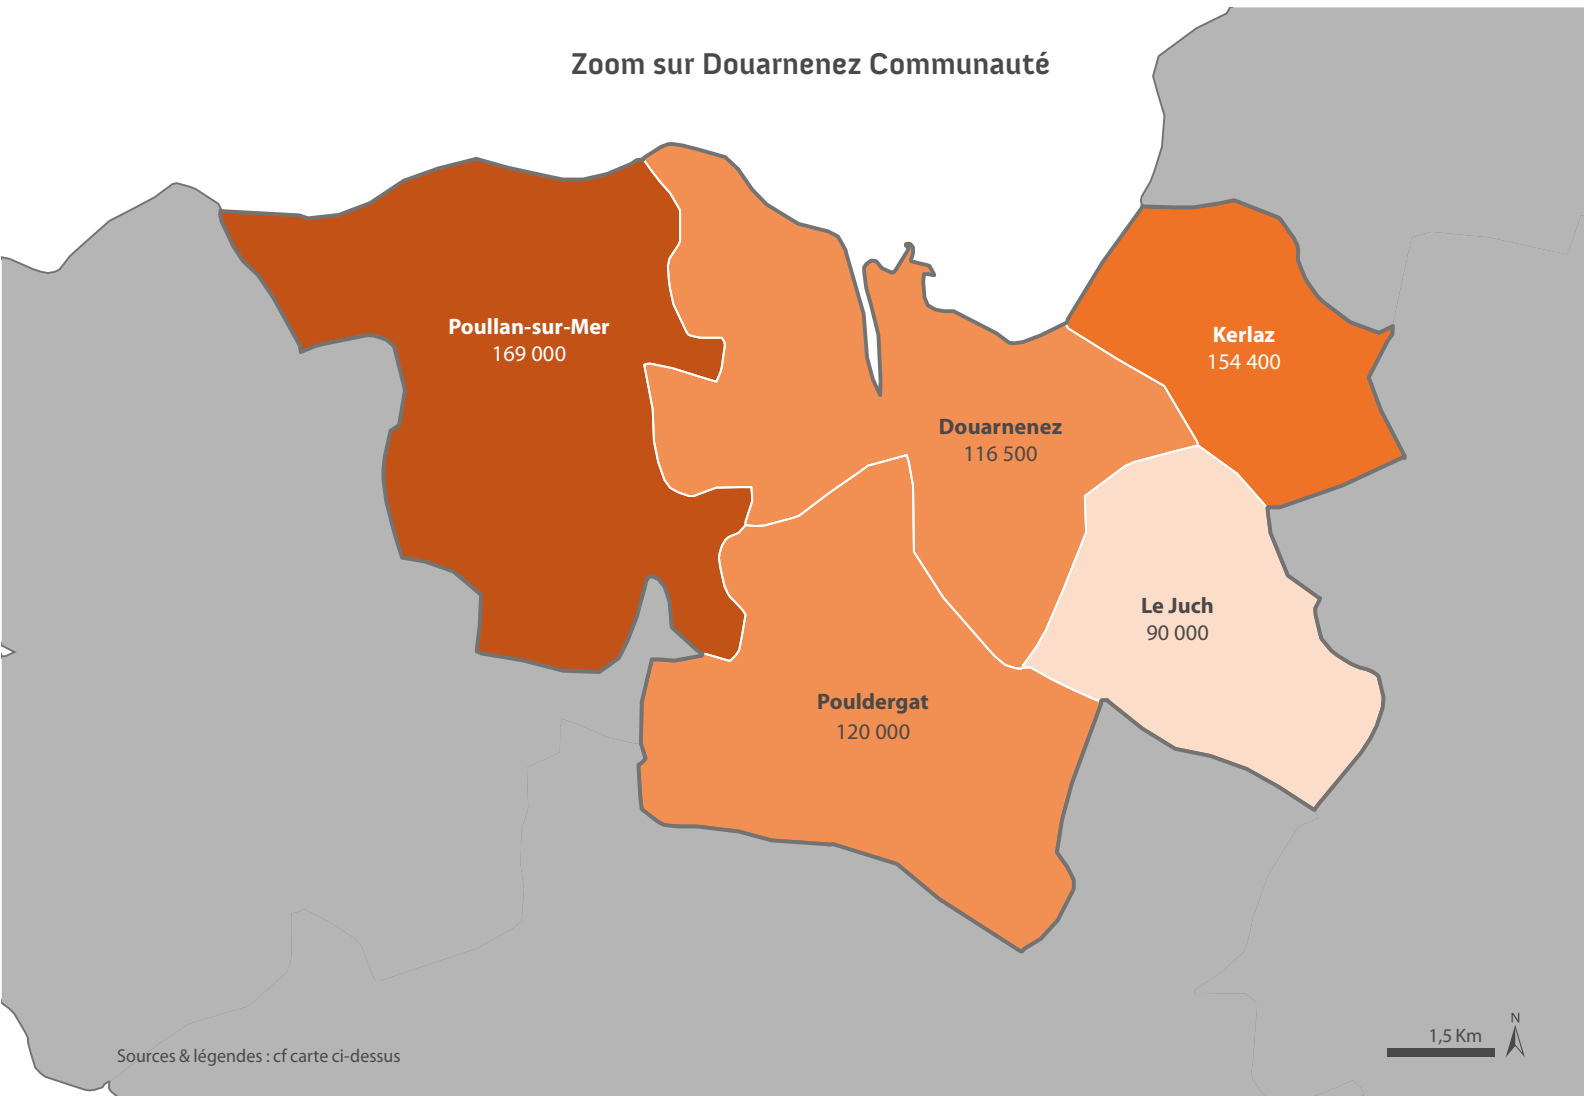 Zoom sur Douarnenez Communauté
Poullan-sur-Mer
169 000
Kerlaz
154 400
Douarnenez
116 500
Le Juch
90 000
Pouldergat
120 000
Sources & légendes : cf carte ci-dessus
1,5 Km
N